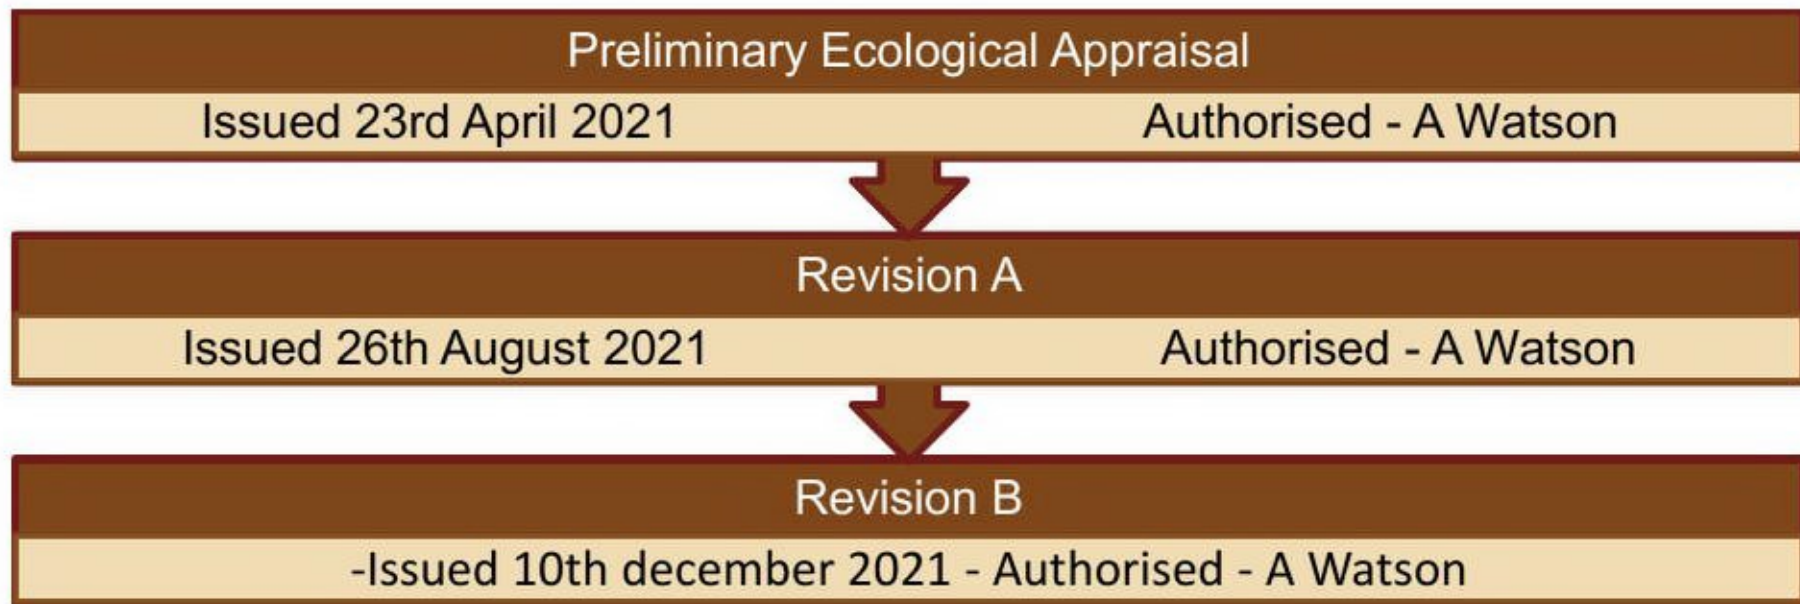 Preliminary Ecological Appraisal
Issued 23rd April 2021 Authorised - A Watson
Revision A
Issued 26th August 2021 Authorised - A Watson
Revision B
-Issued 10th december 2021 - Authorised - A Watson